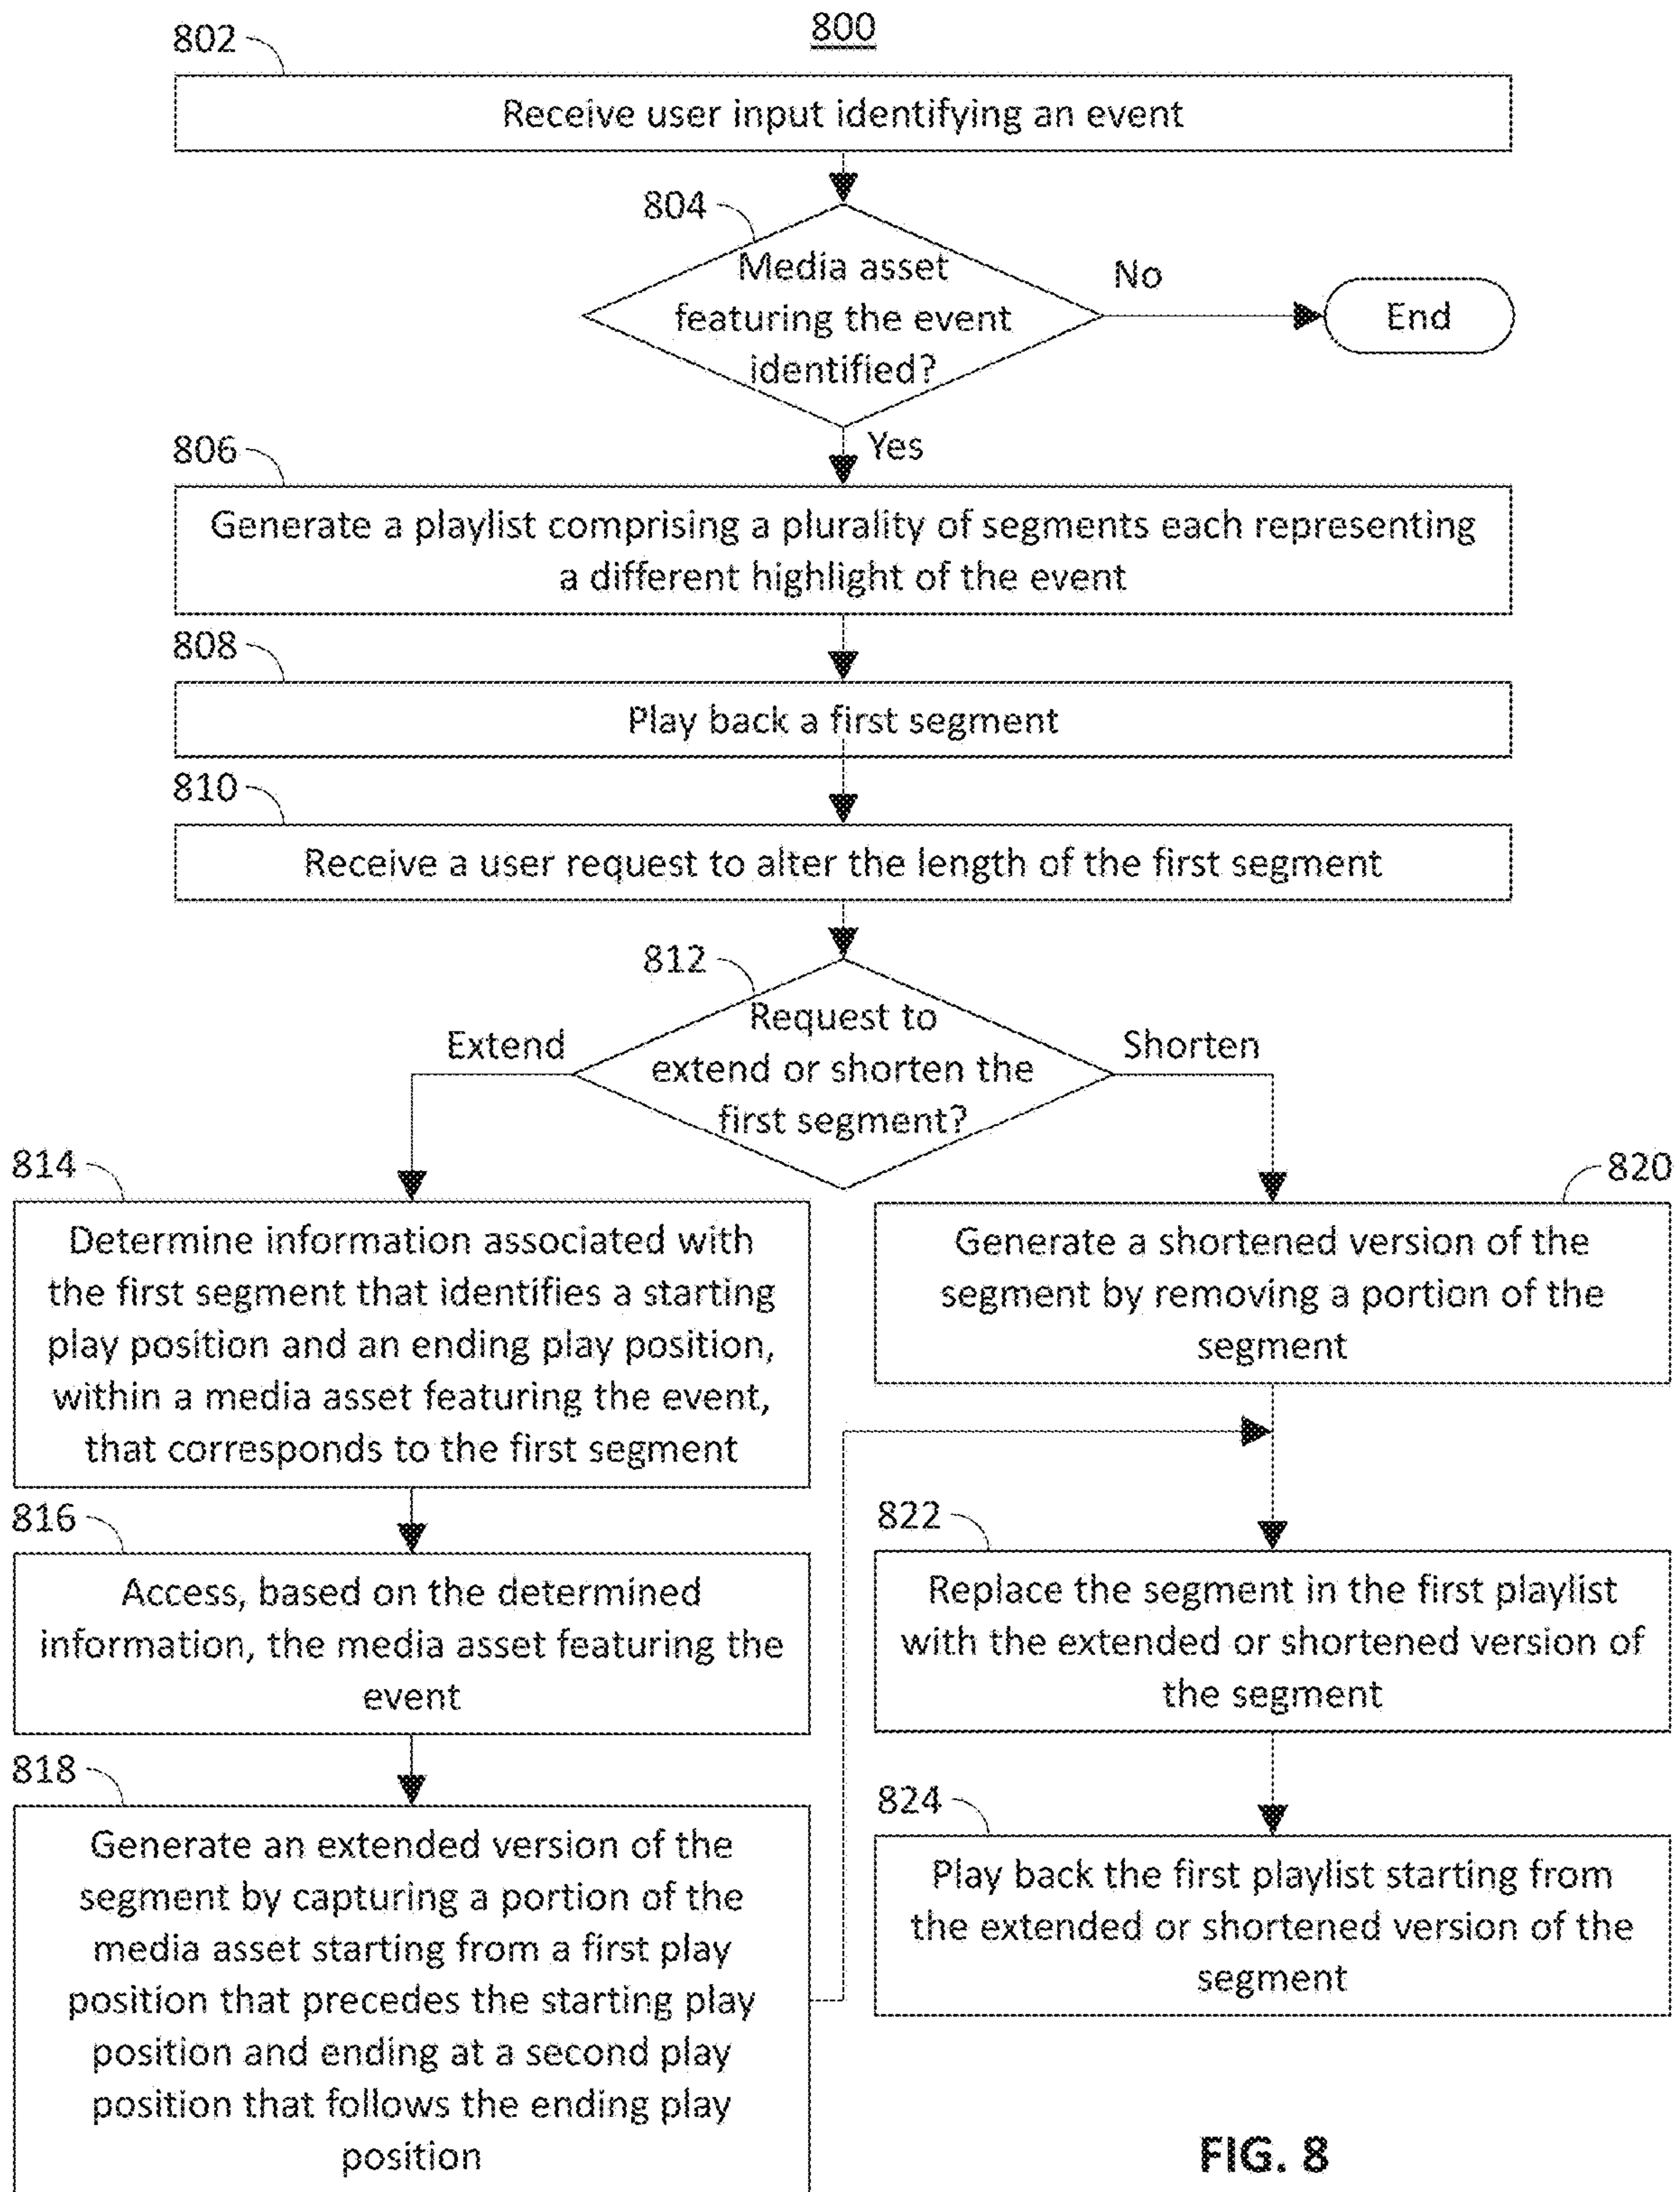 800
802
Receive user input identifying an event
804
Media asset
featuring the event
identified?
No
End
Yes
806
Generate a playlist comprising a plurality of segments each representing
a different highlight of the event
808
Play back a first segment
810
Receive a user request to alter the length of the first segment
812
Request to
extend or shorten the
first segment?
Extend
Shorten
814
Determine information associated with
the first segment that identifies a starting
play position and an ending play position,
within a media asset featuring the event,
that corresponds to the first segment
816
Access, based on the determined
information, the media asset featuring the
event
818
Generate an extended version of the
segment by capturing a portion of the
media asset starting from a first play
position that precedes the starting play
position and ending at a second play
position that follows the ending play
position
820
Generate a shortened version of the
segment by removing a portion of the
segment
822
Replace the segment in the first playlist
with the extended or shortened version of
the segment
824
Play back the first playlist starting from
the extended or shortened version of the
segment
FIG. 8